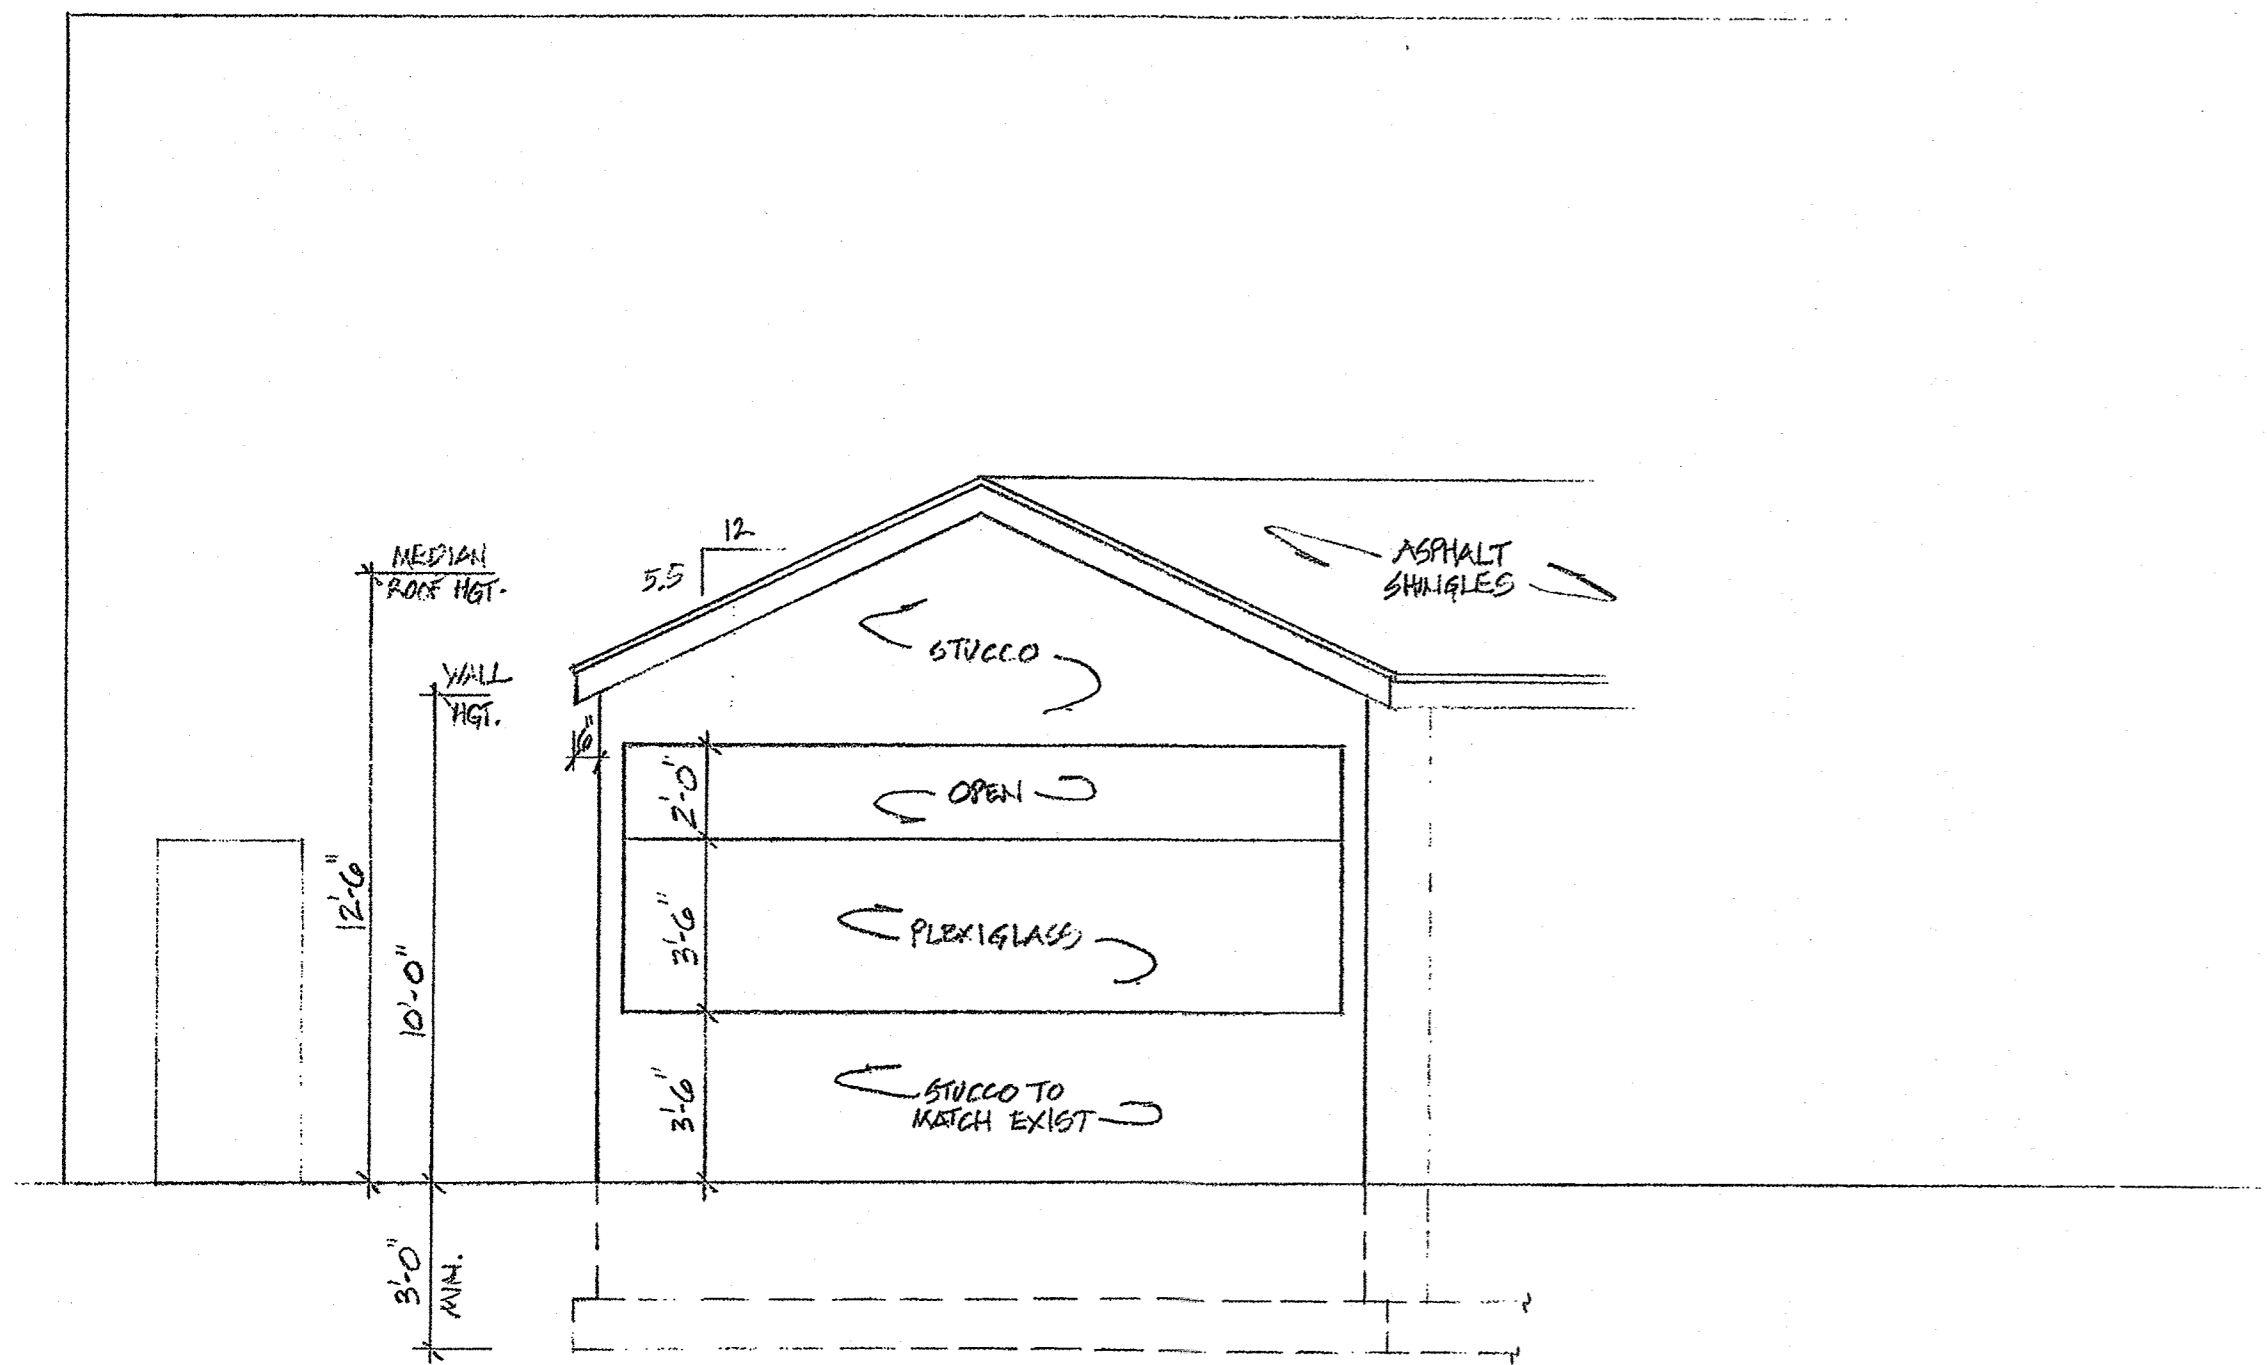 12
5.5
MEDIAN
ROOF HGT.
ASPHALT
SHINGLES
STUCCO
WALL
HGT.
6"
2'-0"
OPEN
12'-6"
3'-6"
PLEXIGLASS
10'-0"
3'-6"
STUCCO TO
MATCH EXIST
3'-0"
MIN.